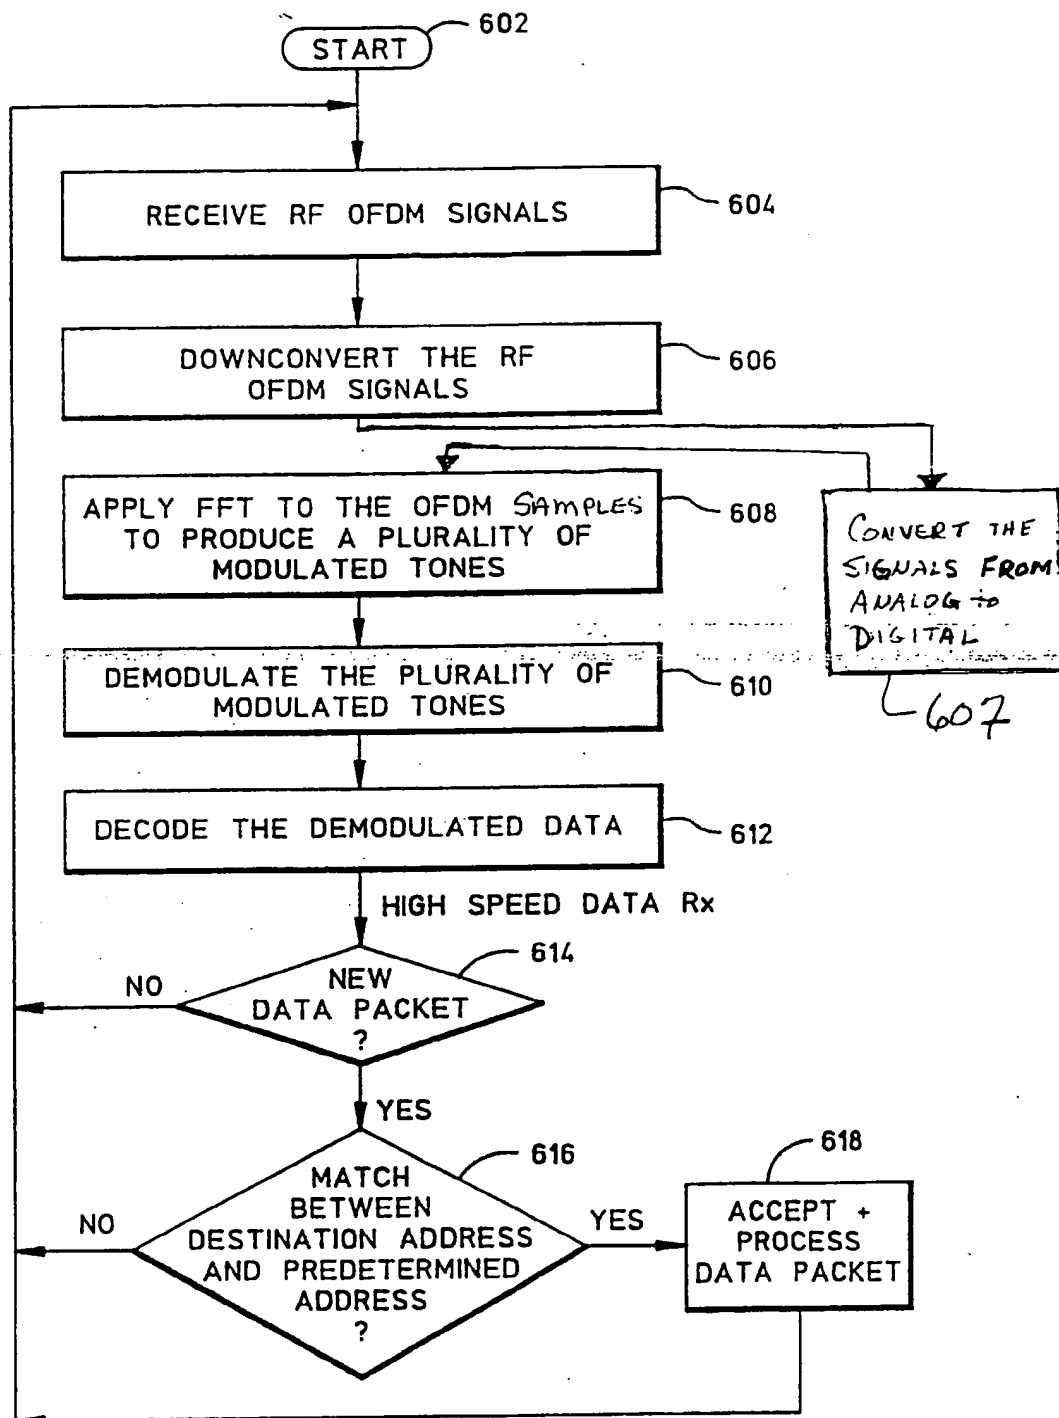 START
602
RECEIVE RF OFDM SIGNALS
604
DOWNCONVERT THE RF
OFDM SIGNALS
606
APPLY FFT TO THE OFDM SAMPLES
TO PRODUCE A PLURALITY OF
MODULATED TONES
608
CONVERT THE
SIGNALS FROM
ANALOG to
DIGITAL
607
DEMODULATE THE PLURALITY OF
MODULATED TONES
610
DECODE THE DEMODULATED DATA
612
HIGH SPEED DATA Rx
NEW
DATA PACKET
?
614
NO
YES
MATCH
BETWEEN
DESTINATION ADDRESS
AND PREDETERMINED
ADDRESS
?
616
NO
YES
ACCEPT +
PROCESS
DATA PACKET
618